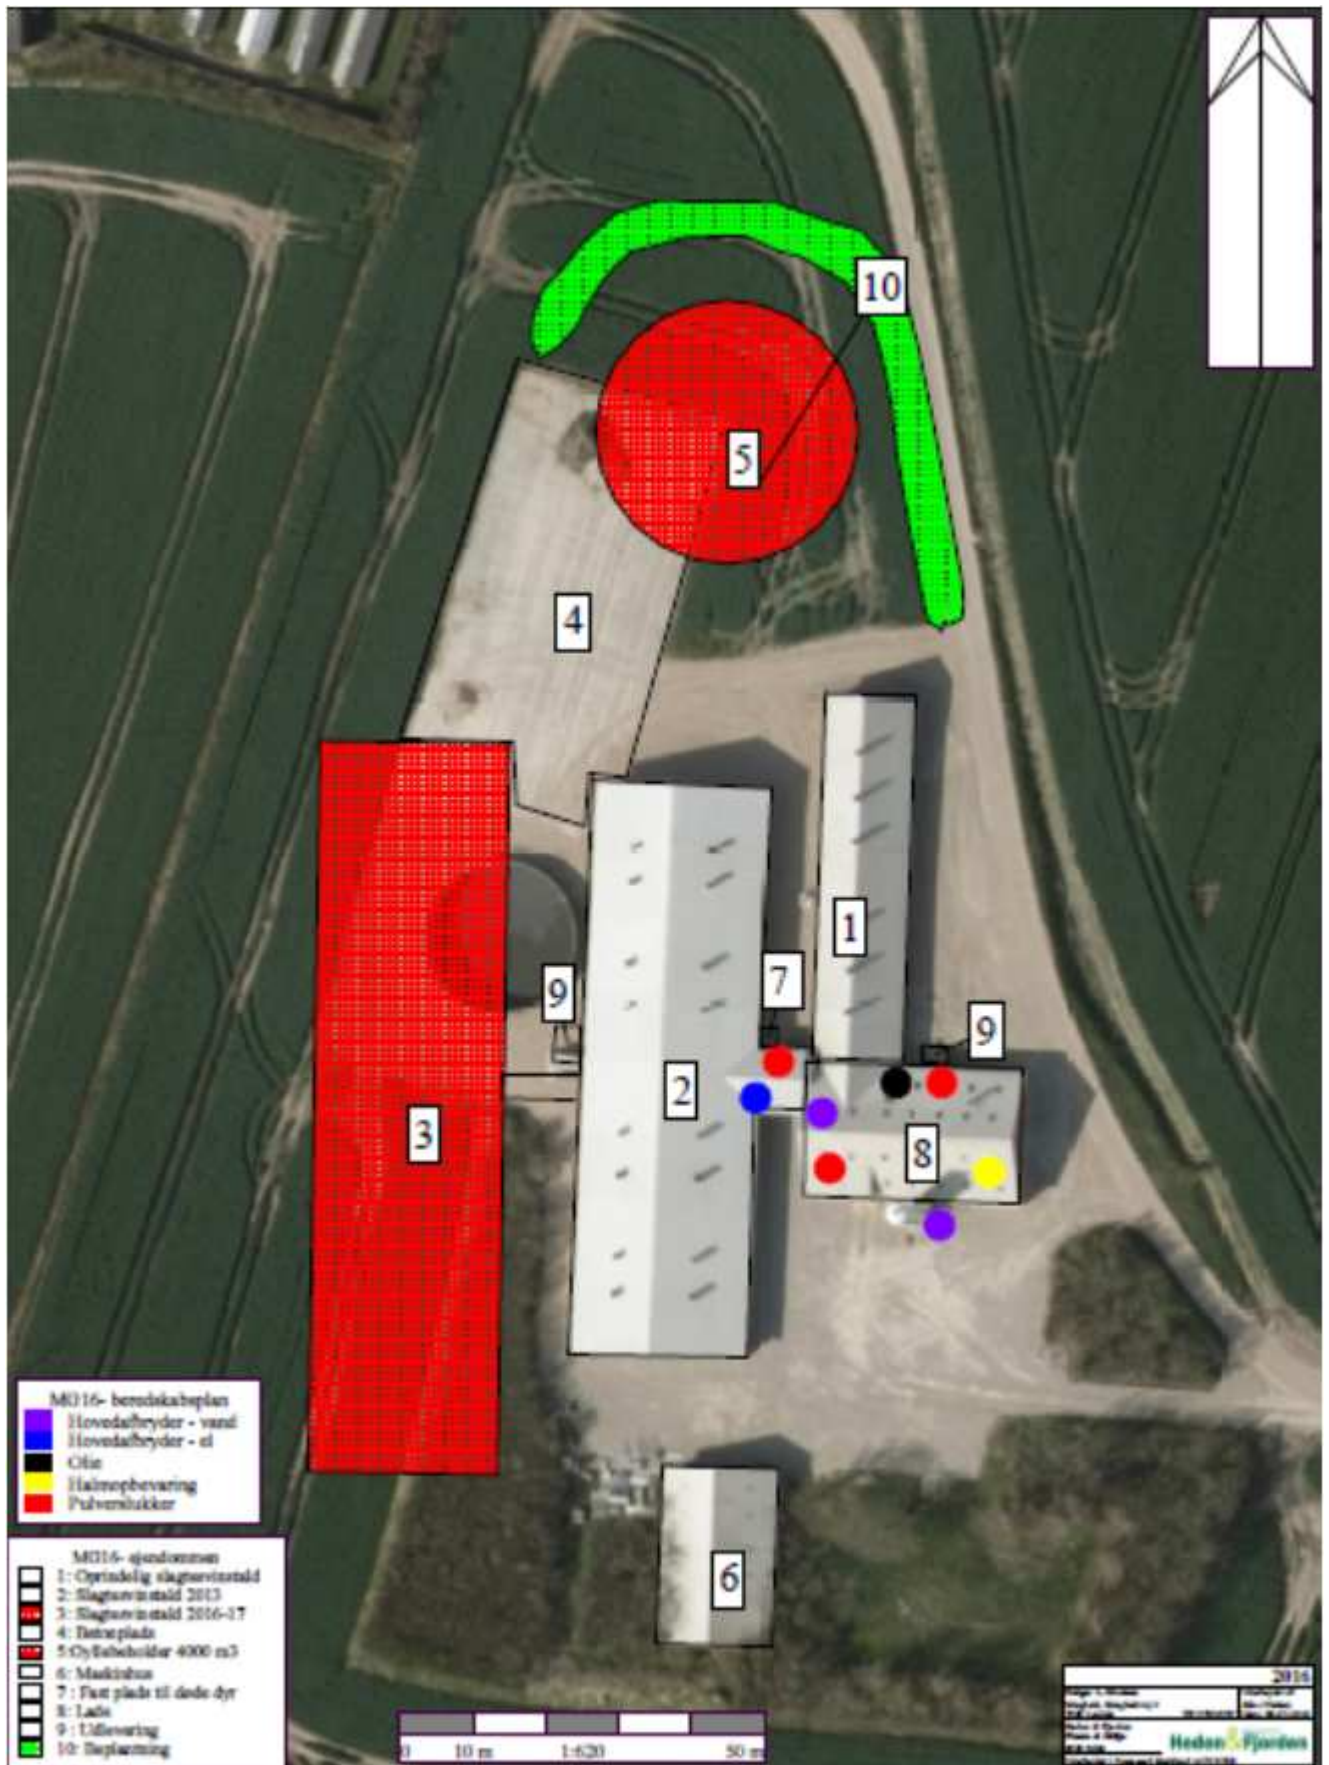 10
5
4
1
7
9
9
2
3
8
6
MG16- beredskabsplan
Hovedafbryder - vand
Hovedafbryder - el
Olie
Halmopbevaring
Pulverslukker
MG16- ejendommen
1: Oprindelig slagtesvinstald
2: Slagtesvinstald 2013
3: Slagtesvinstald 2016-17
4: Betonplads
5:Gyllebeholder 4000 m3
6: Maskinhus
7: Fast plads til døde dyr
8: Lade
9: Udlevering
10: Beplantning
0 10 m 1:620 50 m
2016
Heden & Fjorden